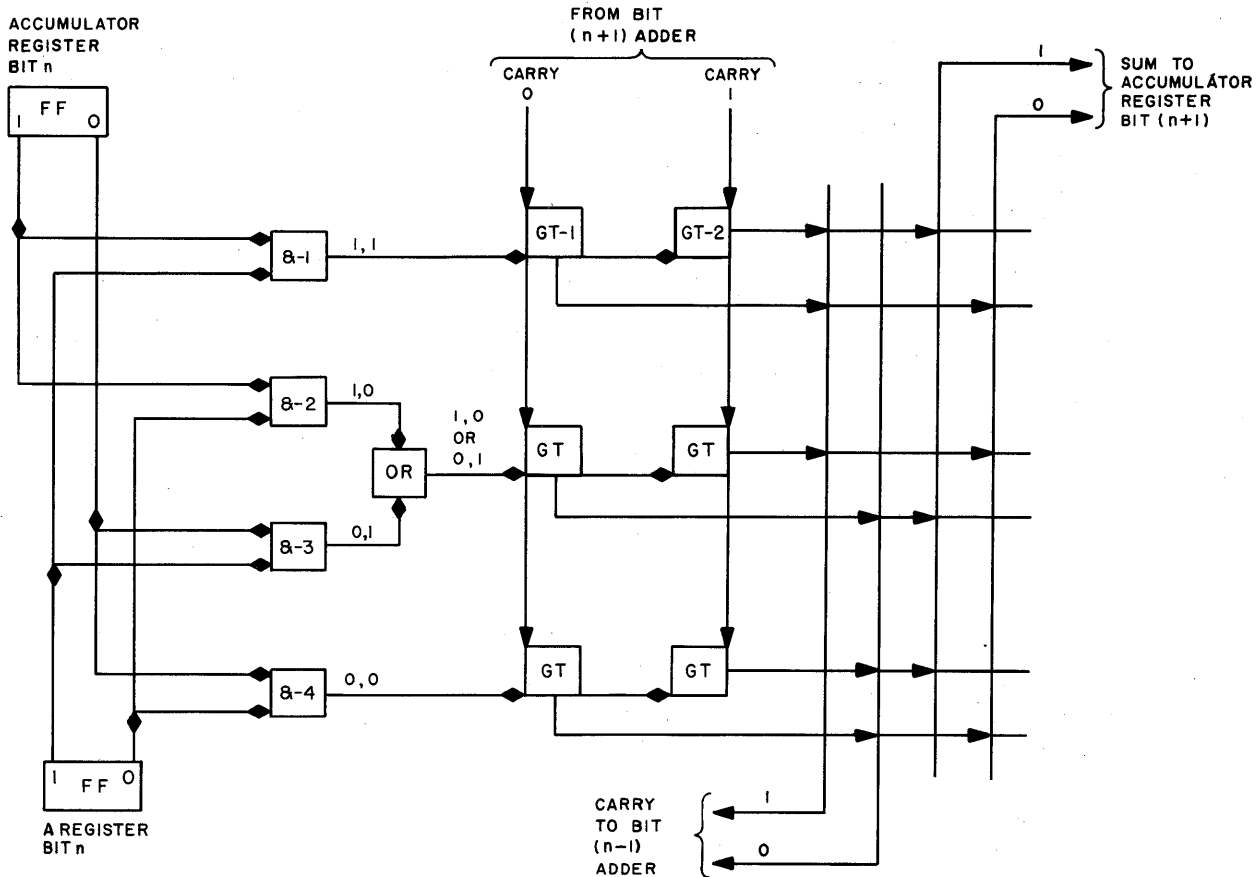 ACCUMULATOR
REGISTER
BIT n
FF
1 0
FROM BIT
(n+1) ADDER
CARRY
0
CARRY
1
1
0
SUM TO
ACCUMULATOR
REGISTER
BIT (n+1)
GT-1
GT-2
&-1
1,1
&-2
1,0
OR
1,0
OR
0,1
GT
GT
&-3
0,1
&-4
0,0
GT
GT
1 0
FF
A REGISTER
BIT n
CARRY
TO BIT
(n-1)
ADDER
1
0